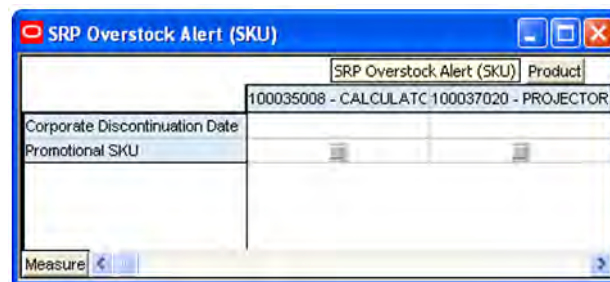 SRP Overstock Alert (SKU)
SRP Overstock Alert (SKU) Product
100035008 - CALCULATC 100037020 - PROJECTOR
Corporate Discontinuation Date
Promotional SKU
Measure